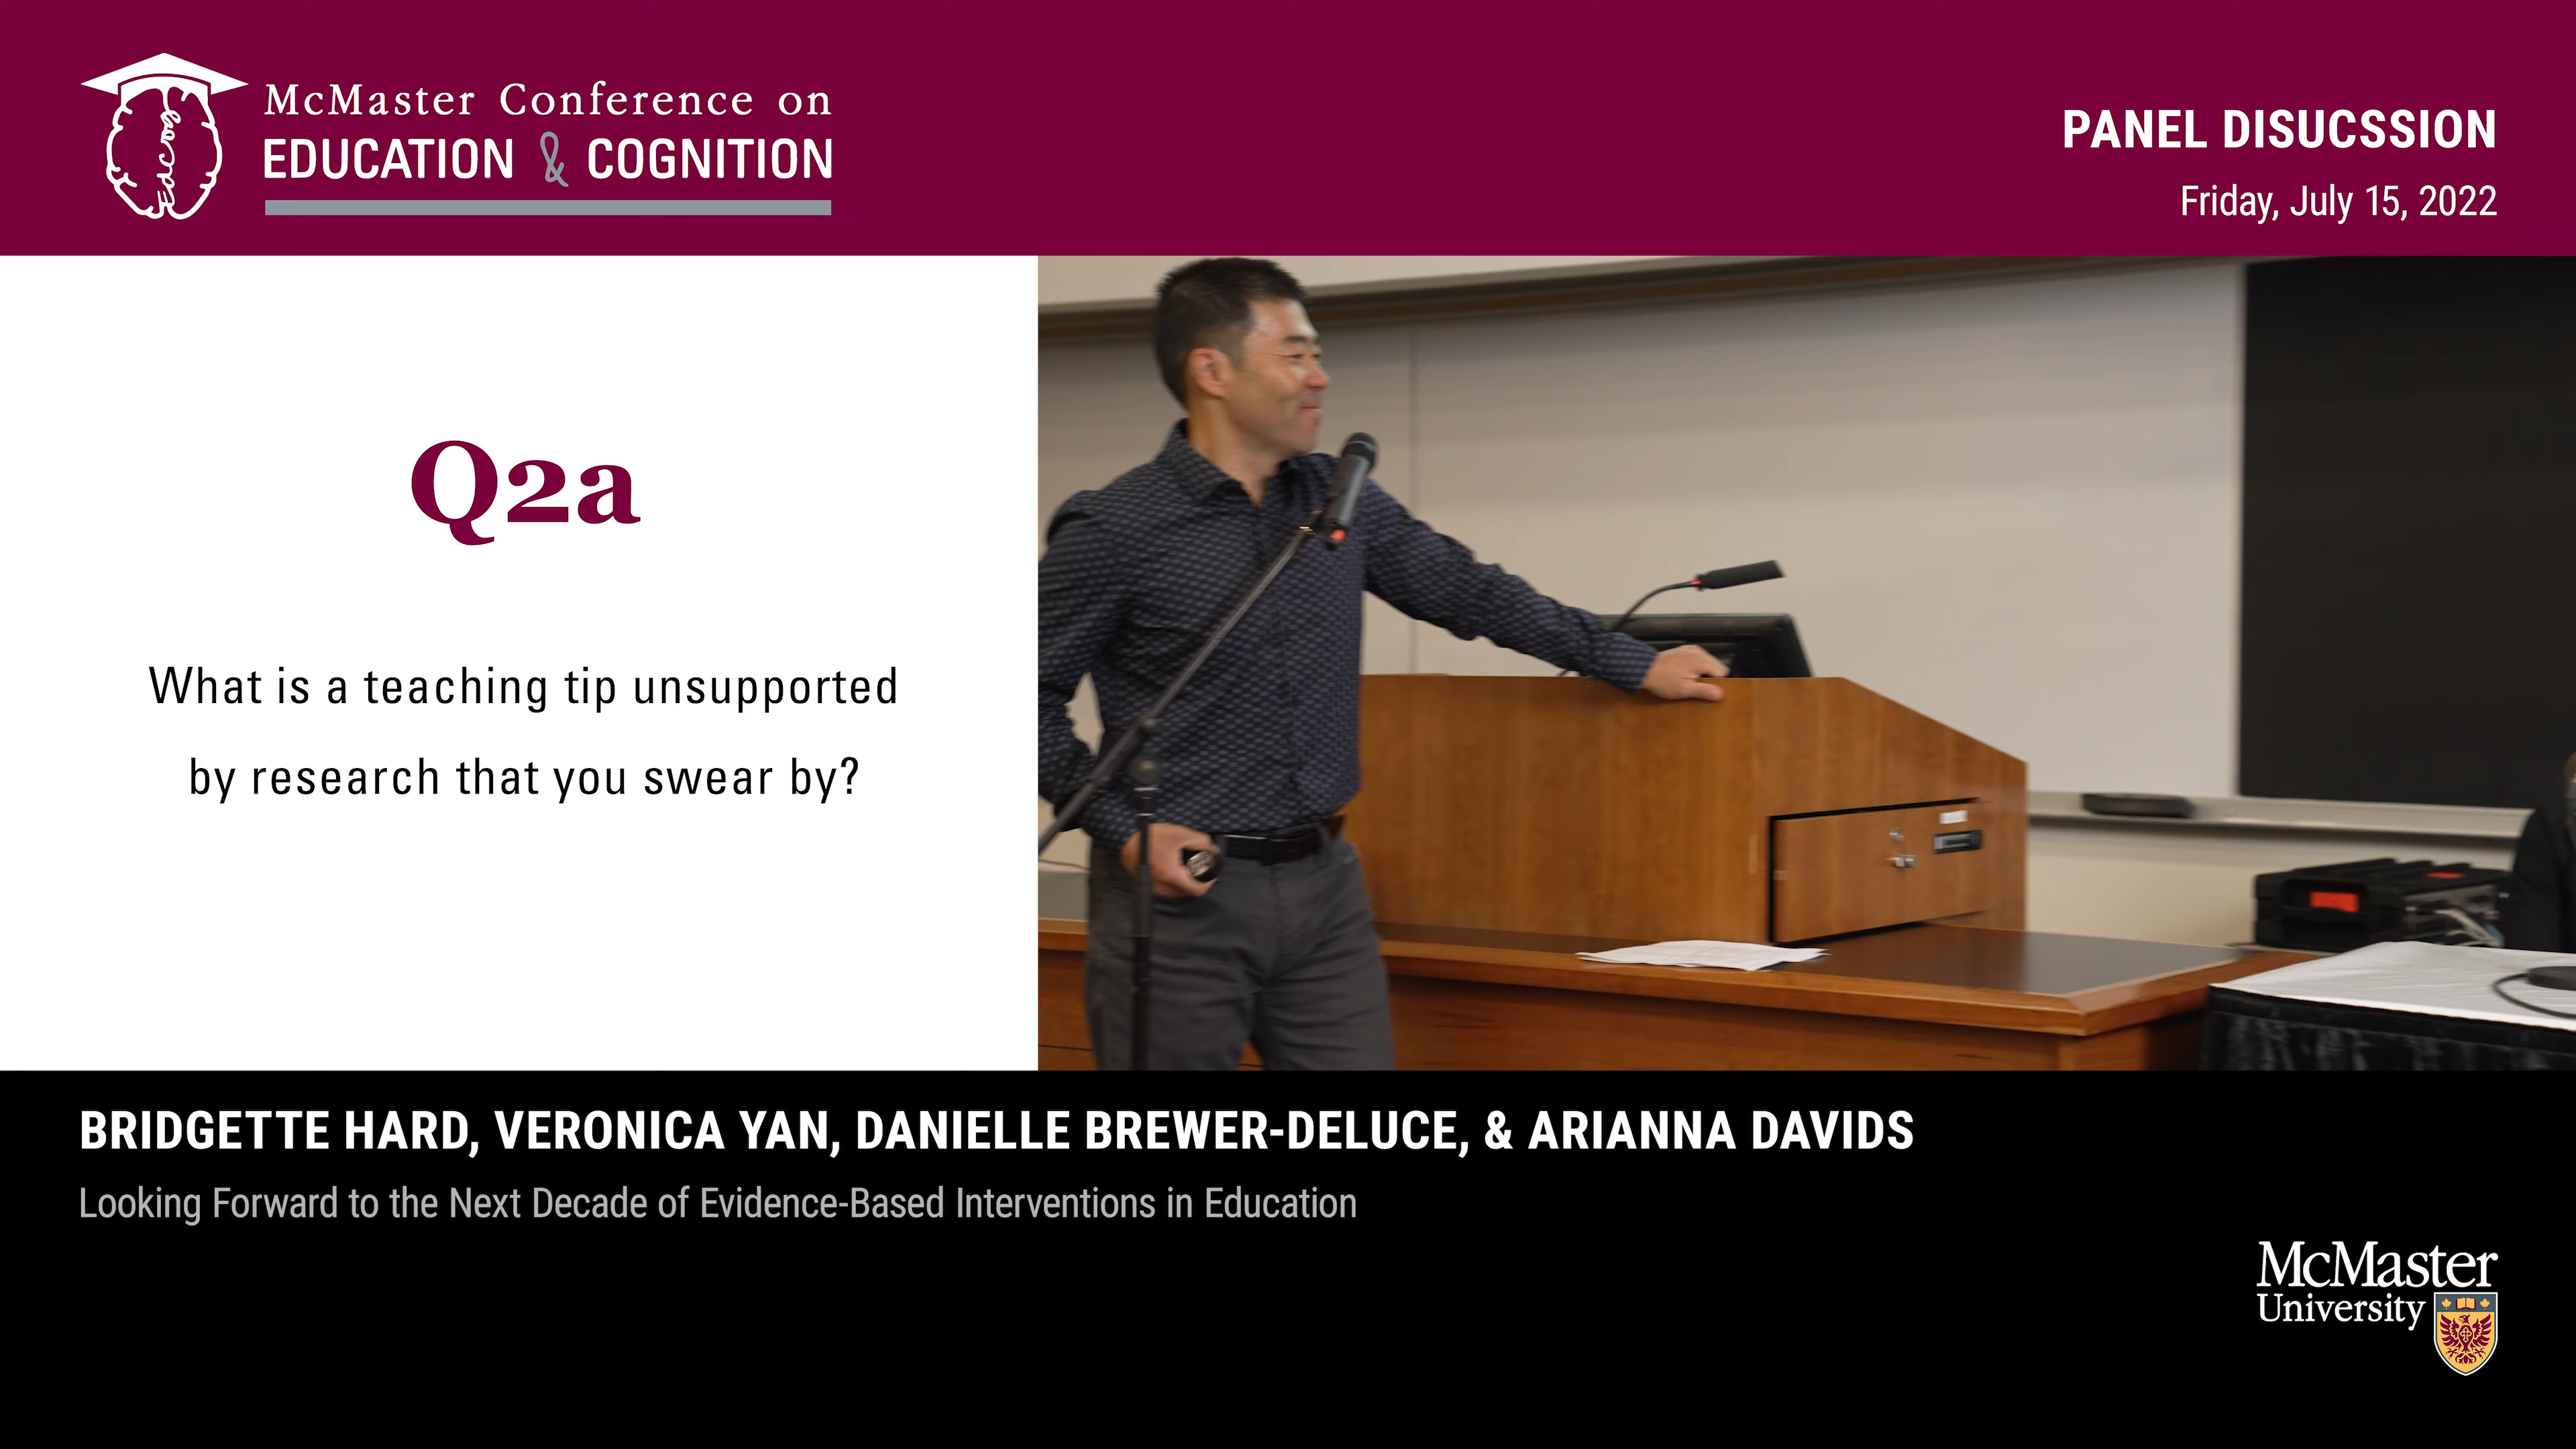 McMaster Conference on
EDUCATION & COGNITION
EdCog
PANEL DISUCSSION
Friday, July 15, 2022
Q2a
What is a teaching tip unsupported
by research that you swear by?
BRIDGETTE HARD, VERONICA YAN, DANIELLE BREWER-DELUCE, & ARIANNA DAVIDS
Looking Forward to the Next Decade of Evidence-Based Interventions in Education
McMaster
University